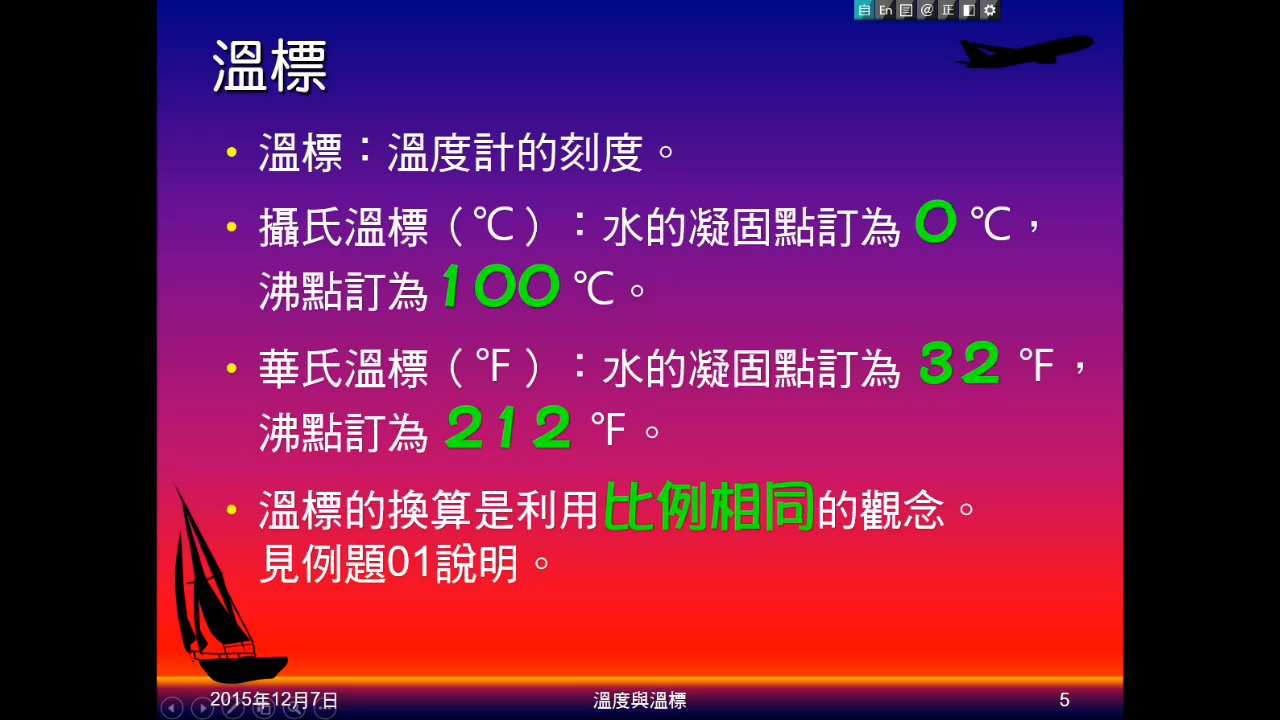 自 En @ 正
溫標
• 溫標：溫度計的刻度。
• 攝氏溫標（℃）：水的凝固點訂為 0 ℃，
沸點訂為 100 ℃。
• 華氏溫標（℉）：水的凝固點訂為 32 ℉，
沸點訂為 212 ℉。
• 溫標的換算是利用比例相同的觀念。
見例題01說明。
2015年12月7日 溫度與溫標 5